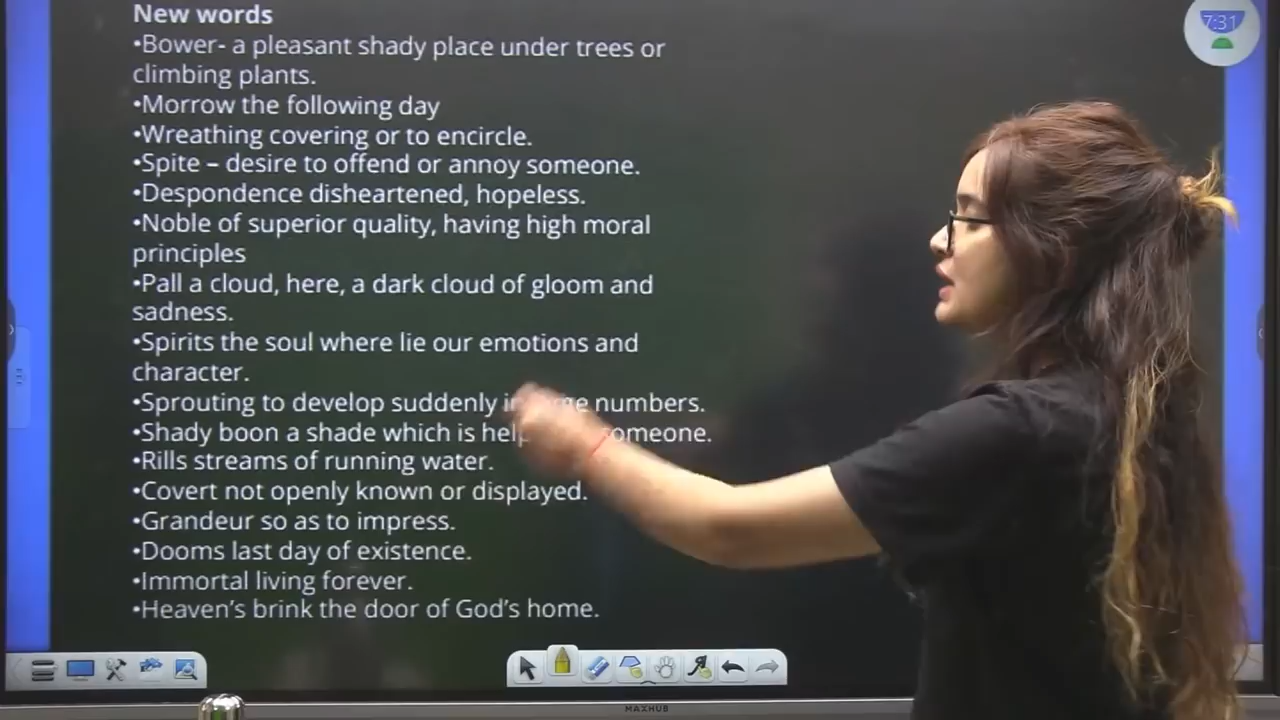 New words
•Bower- a pleasant shady place under trees or
climbing plants.
•Morrow the following day
•Wreathing covering or to encircle.
•Spite – desire to offend or annoy someone.
•Despondence disheartened, hopeless.
•Noble of superior quality, having high moral
principles
•Pall a cloud, here, a dark cloud of gloom and
sadness.
•Spirits the soul where lie our emotions and
character.
•Sprouting to develop suddenly numbers.
•Shady boon a shade which is
•Rills streams of running water.
•Covert not openly known or displayed.
•Grandeur so as to impress.
•Dooms last day of existence.
•Immortal living forever.
•Heaven's brink the door of God's home.
7:31
MAXHUB